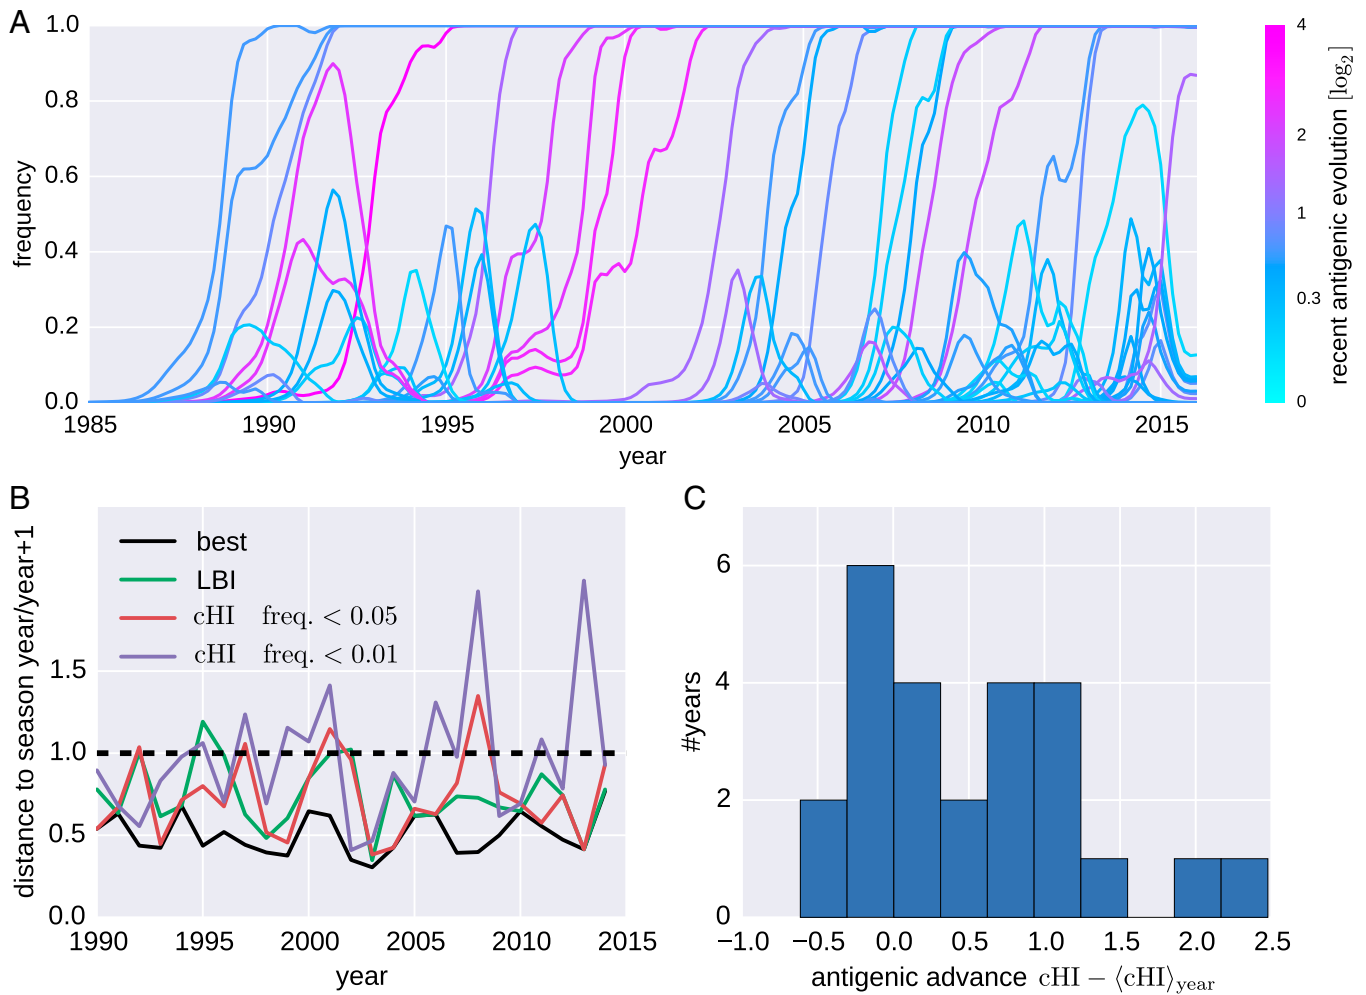 A
1.0
0.8
0.6
0.4
0.2
0.0
frequency
1985 1990 1995 2000 2005 2010 2015
year
4
2
1
0.3
0
recent antigenic evolution [log₂]
B
distance to season year/year+1
best
LBI
cHI freq. < 0.05
cHI freq. < 0.01
1.5
1.0
0.5
0.0
1990 1995 2000 2005 2010 2015
year
C
#years
6
4
2
0
−1.0 −0.5 0.0 0.5 1.0 1.5 2.0 2.5
antigenic advance cHI − ⟨cHI⟩year